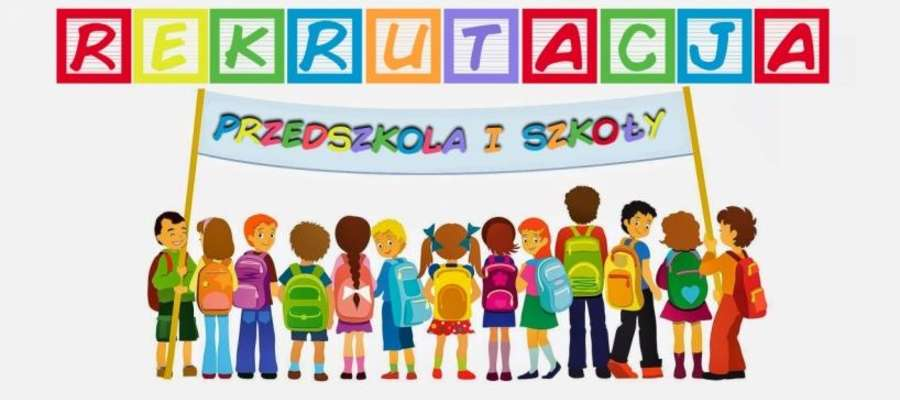 REKRUTACJA
PRZEDSZKOLA I SZKOŁY